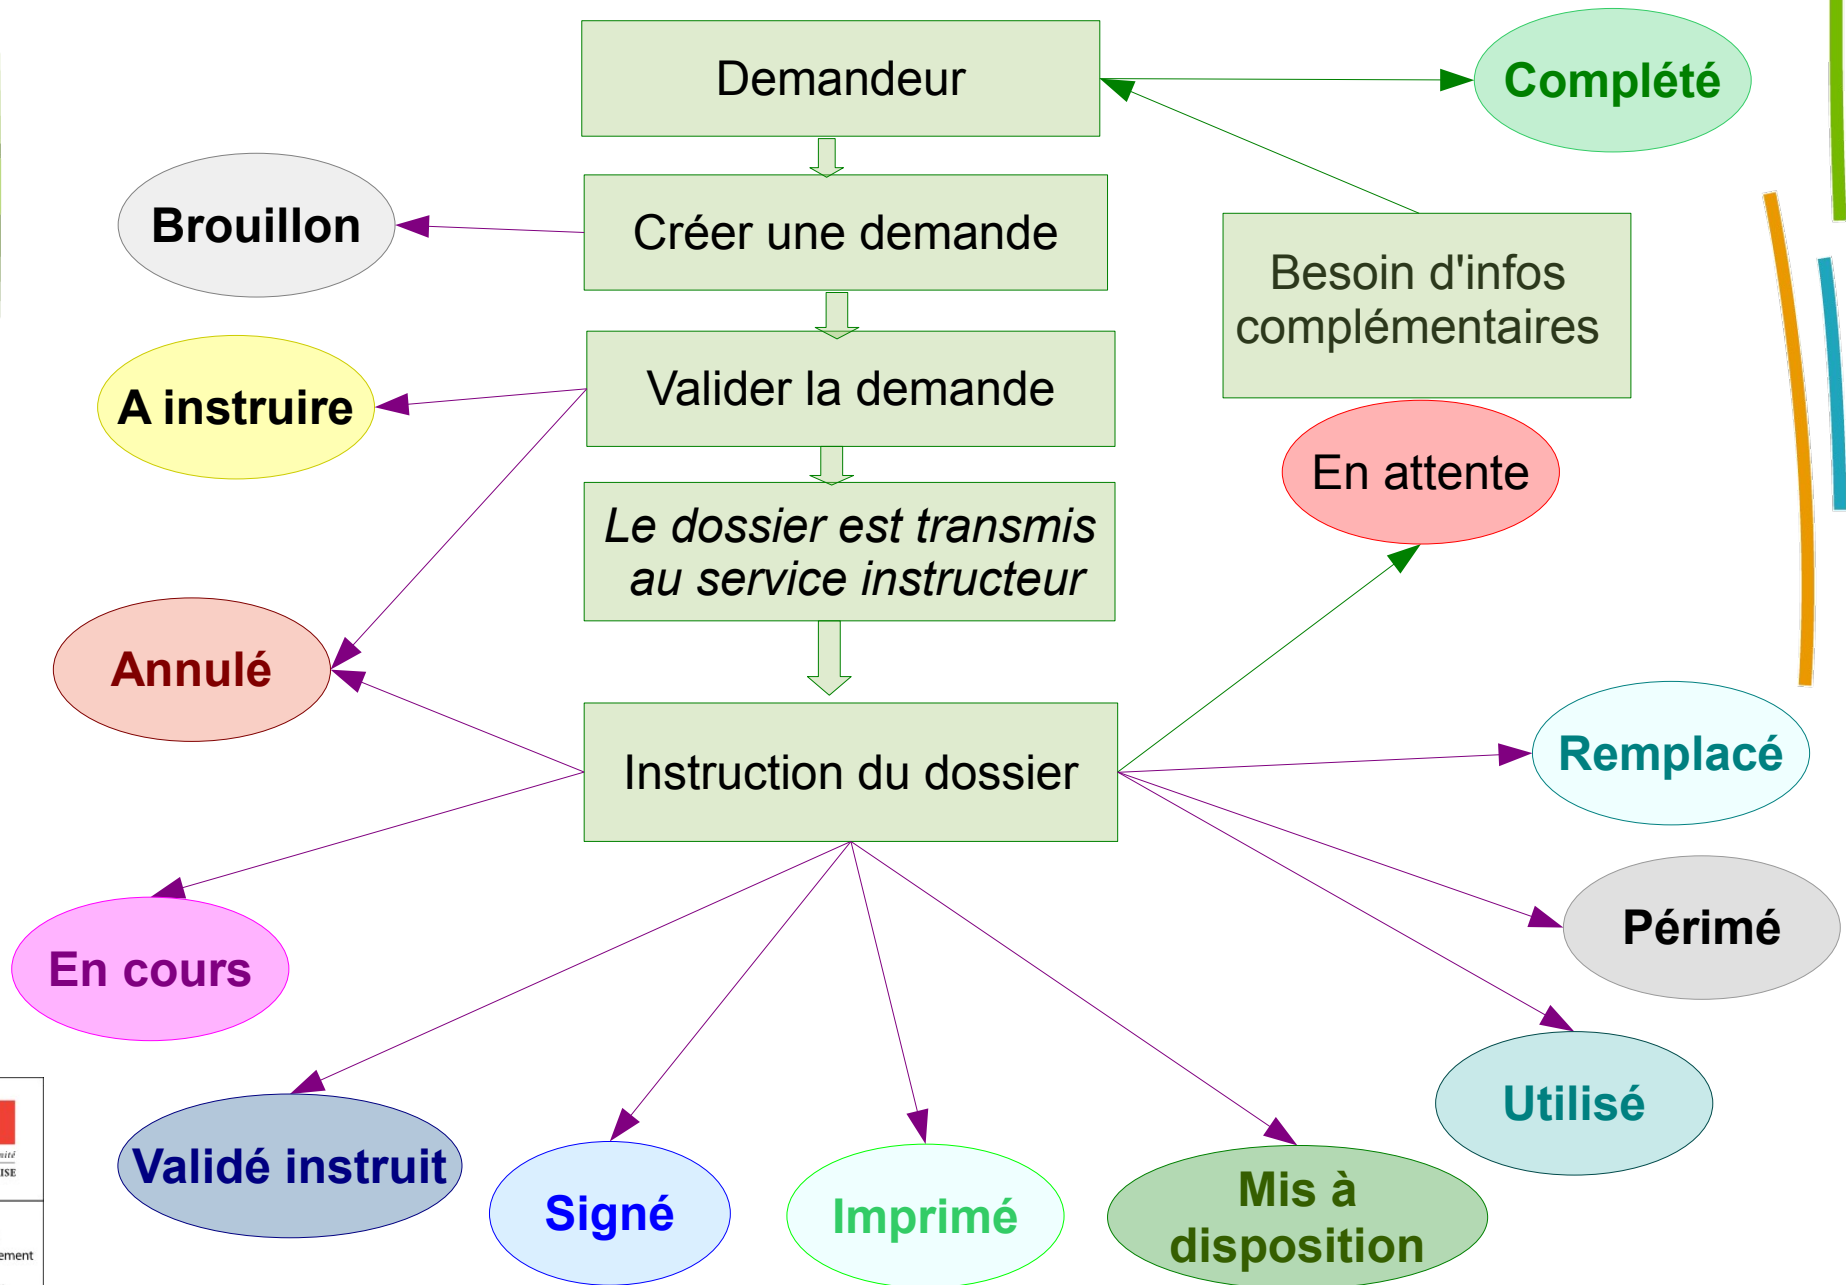 Demandeur
Complété
Brouillon
Créer une demande
Besoin d'infos
complémentaires
A instruire
Valider la demande
En attente
Le dossier est transmis
au service instructeur
Annulé
Remplacé
Instruction du dossier
Périmé
En cours
Utilisé
Validé instruit
Signé
Imprimé
Mis à
disposition